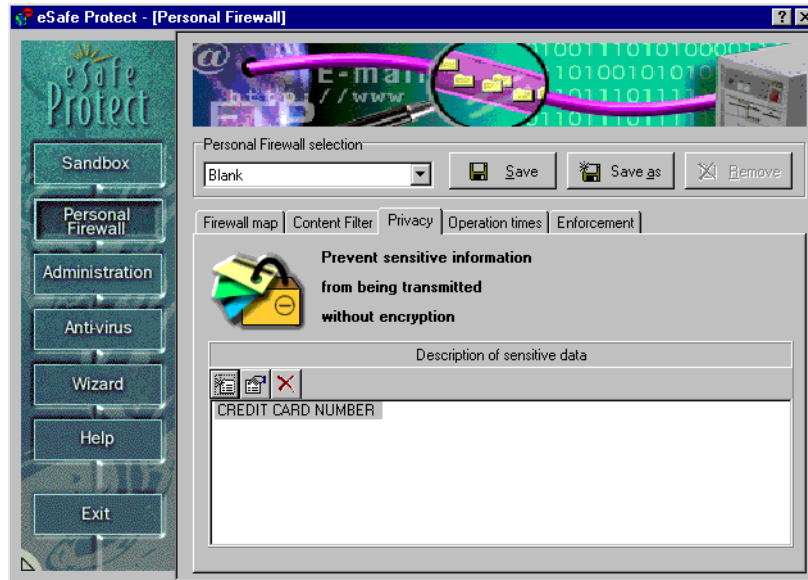 eSafe Protect - [Personal Firewall]
eSafe
Protect
Sandbox
Personal
Firewall
Administration
Anti-virus
Wizard
Help
Exit
@
E-mail
http://www
FTP
Personal Firewall selection
Blank
Save
Save as
Remove
Firewall map
Content Filter
Privacy
Operation times
Enforcement
Prevent sensitive information
from being transmitted
without encryption
Description of sensitive data
CREDIT CARD NUMBER